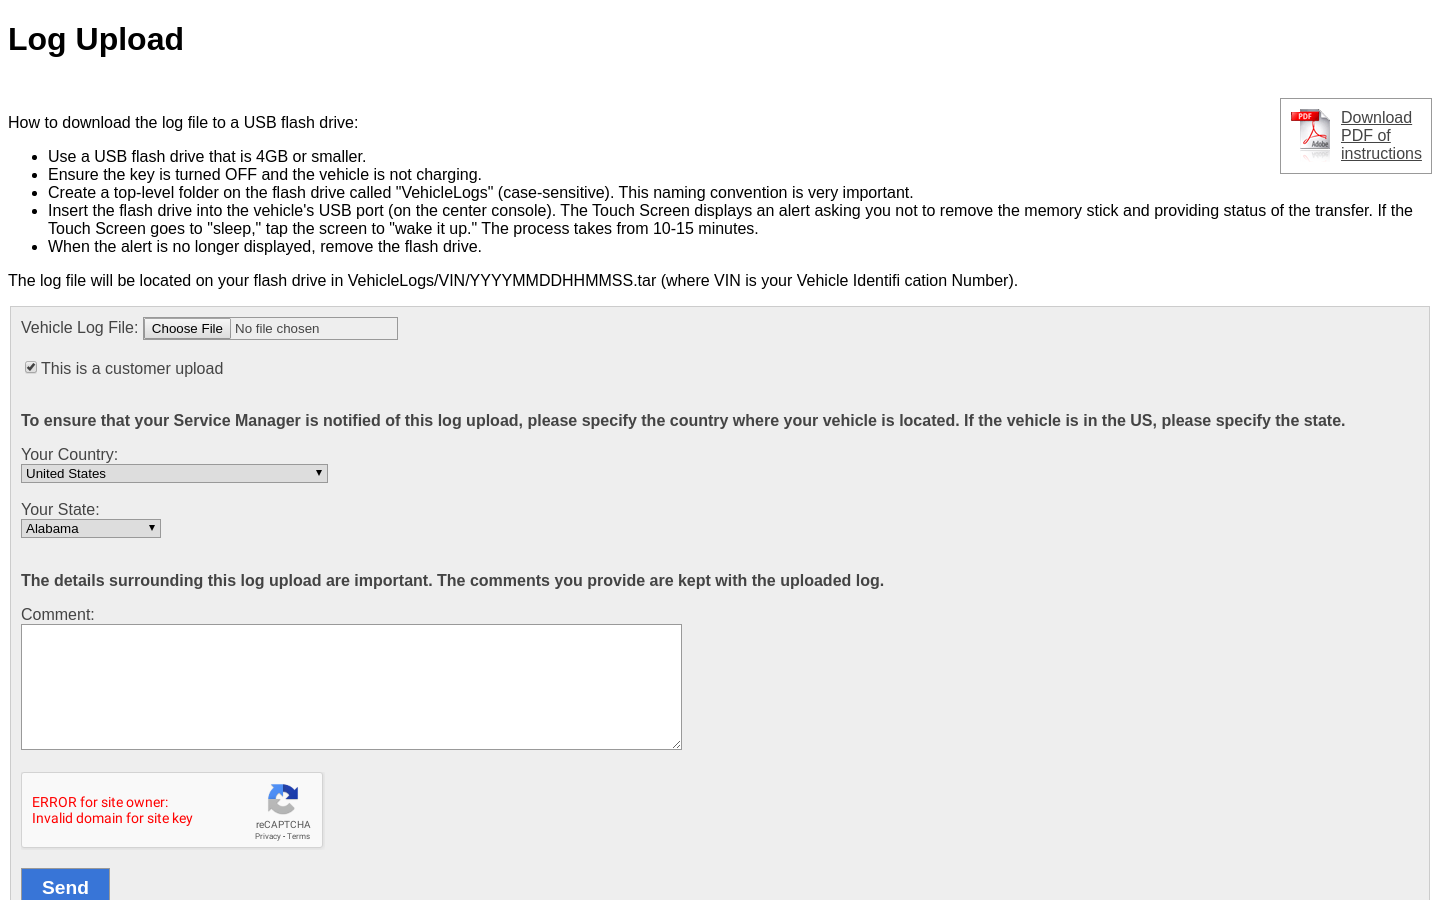 Log Upload
How to download the log file to a USB flash drive:
PDF
Adobe
Download
PDF of
instructions
Use a USB flash drive that is 4GB or smaller.
Ensure the key is turned OFF and the vehicle is not charging.
Create a top-level folder on the flash drive called "VehicleLogs" (case-sensitive). This naming convention is very important.
Insert the flash drive into the vehicle's USB port (on the center console). The Touch Screen displays an alert asking you not to remove the memory stick and providing status of the transfer. If the
Touch Screen goes to "sleep," tap the screen to "wake it up." The process takes from 10-15 minutes.
When the alert is no longer displayed, remove the flash drive.
The log file will be located on your flash drive in VehicleLogs/VIN/YYYYMMDDHHMMSS.tar (where VIN is your Vehicle Identifi cation Number).
Vehicle Log File: Choose File No file chosen
This is a customer upload
To ensure that your Service Manager is notified of this log upload, please specify the country where your vehicle is located. If the vehicle is in the US, please specify the state.
Your Country:
United States
Your State:
Alabama
The details surrounding this log upload are important. The comments you provide are kept with the uploaded log.
Comment:
ERROR for site owner:
Invalid domain for site key
reCAPTCHA
Privacy - Terms
Send